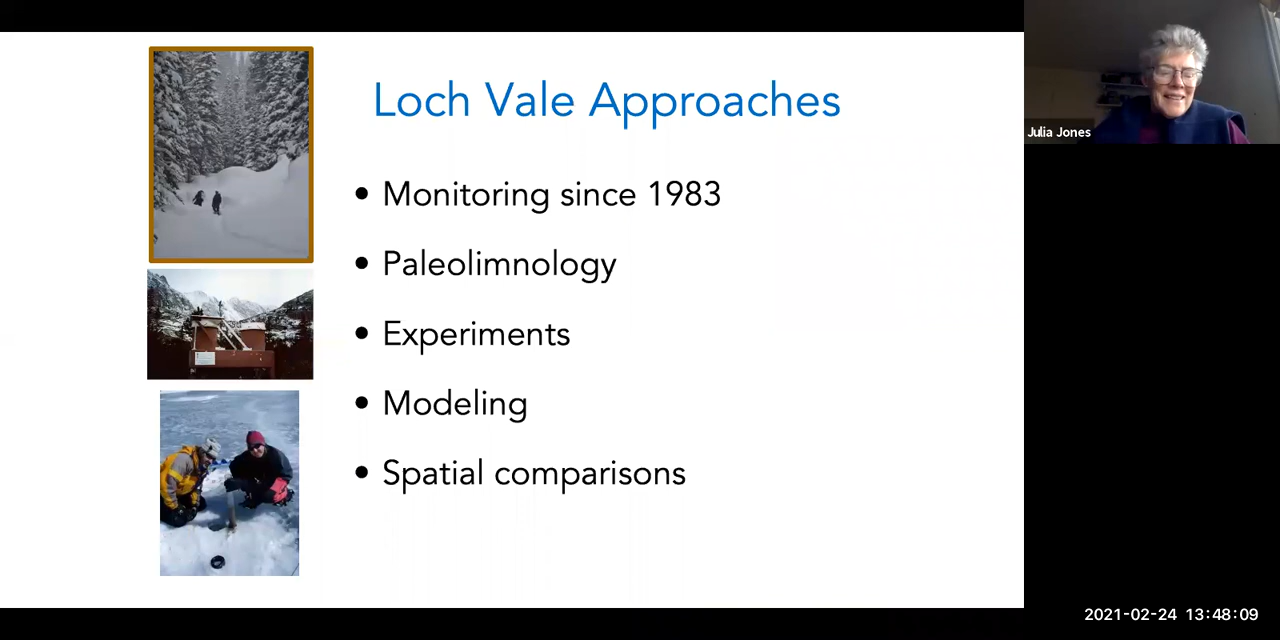 Loch Vale Approaches
• Monitoring since 1983
• Paleolimnology
• Experiments
• Modeling
• Spatial comparisons
Julia Jones
2021-02-24 13:48:09